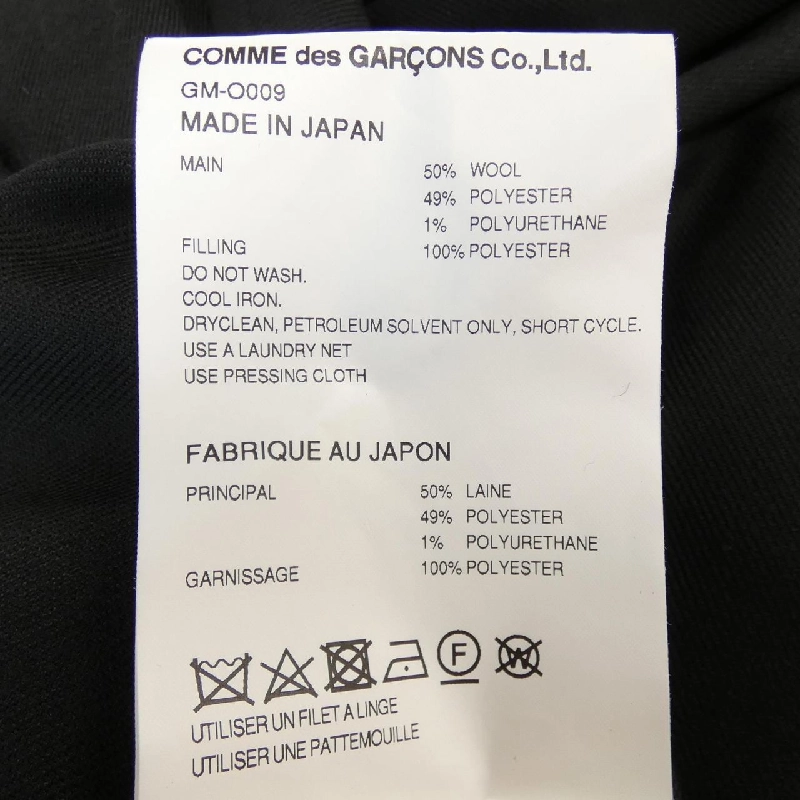 COMME des GARÇONS Co.,Ltd.
GM-O009
MADE IN JAPAN
MAIN 50% WOOL
49% POLYESTER
1% POLYURETHANE
FILLING 100% POLYESTER
DO NOT WASH.
COOL IRON.
DRYCLEAN, PETROLEUM SOLVENT ONLY, SHORT CYCLE.
USE A LAUNDRY NET
USE PRESSING CLOTH
FABRIQUE AU JAPON
PRINCIPAL 50% LAINE
49% POLYESTER
1% POLYURETHANE
GARNISSAGE 100% POLYESTER
F W
UTILISER UN FILET A LINGE
UTILISER UNE PATTEMOUILLE